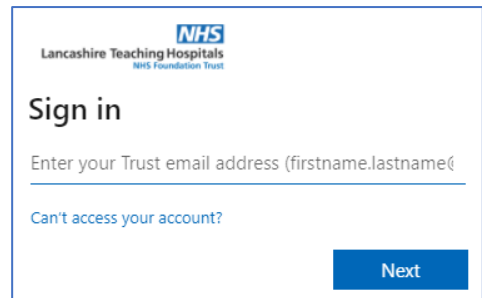 NHS
Lancashire Teaching Hospitals
NHS Foundation Trust
Sign in
Enter your Trust email address (firstname.lastname@
Can't access your account?
Next